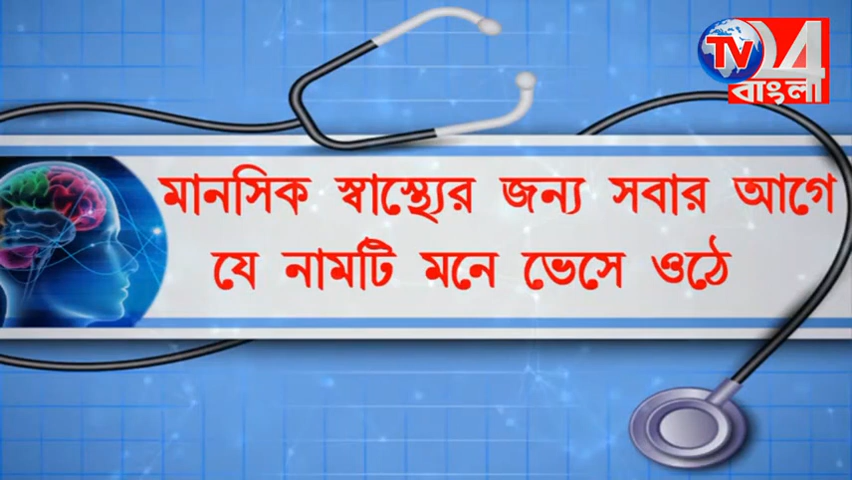 TV 24
বাংলা
মানসিক স্বাস্থ্যের জন্য সবার আগে
যে নামটি মনে ভেসে ওঠে